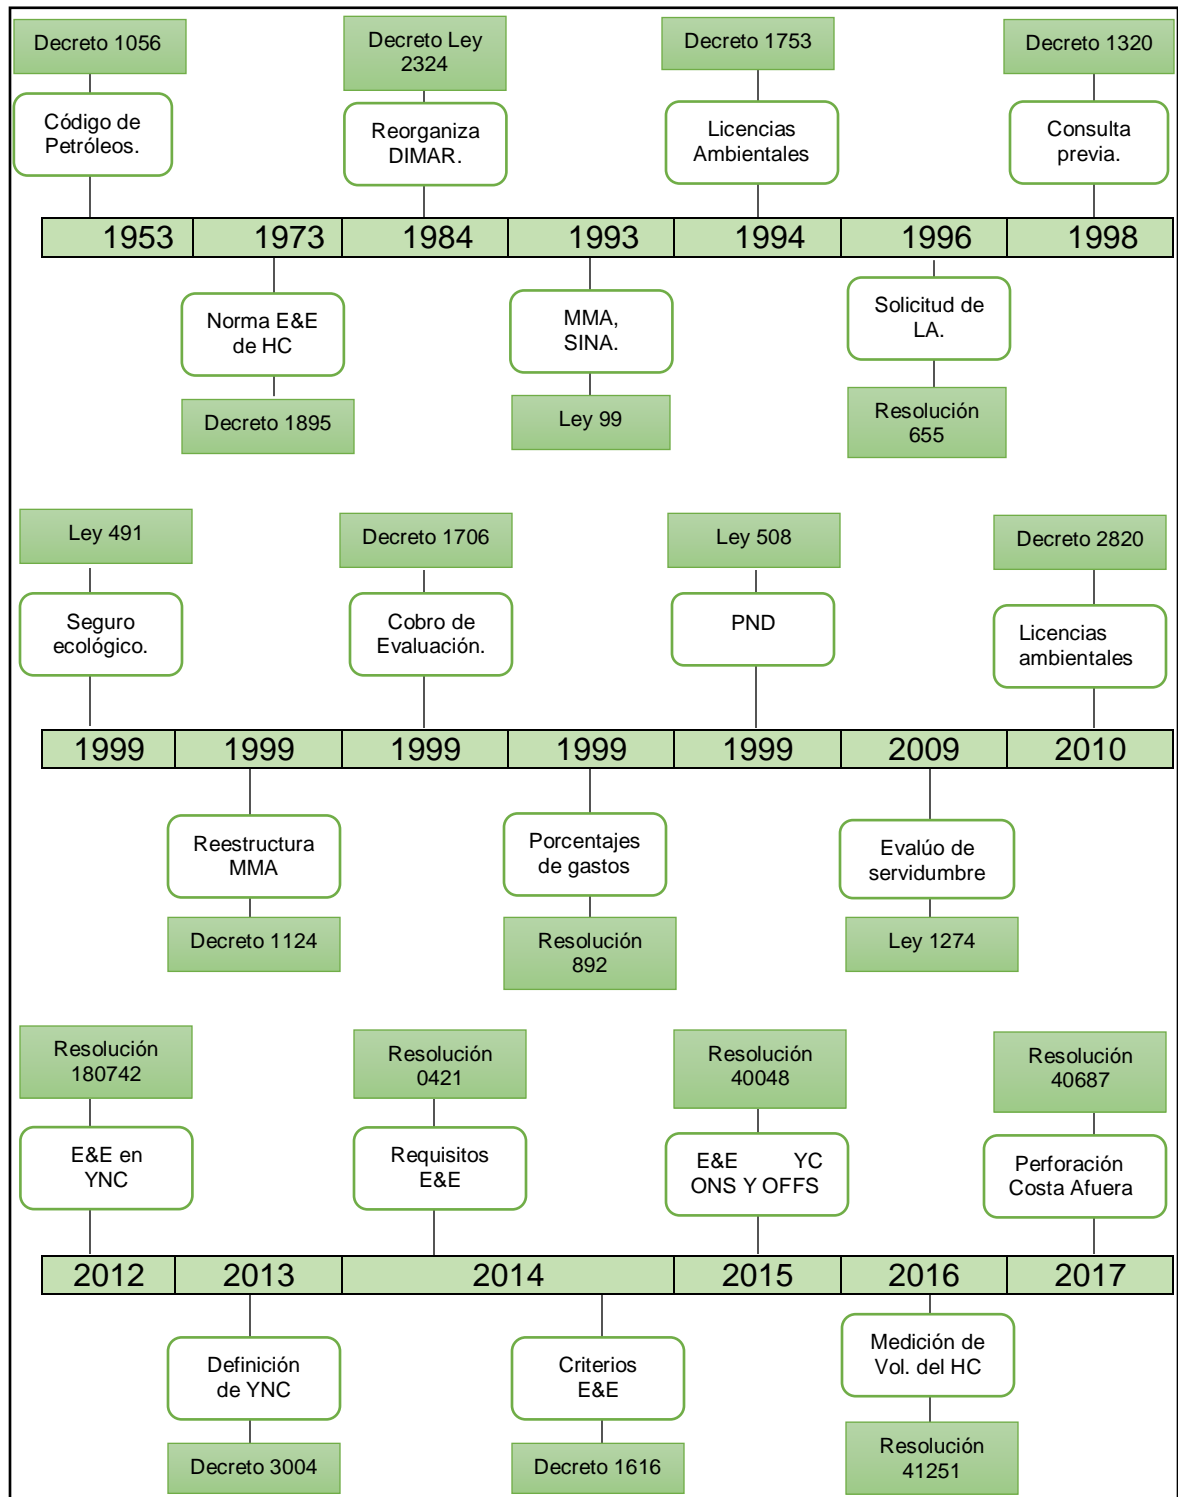 Decreto 1056
Decreto Ley
2324
Decreto 1753
Decreto 1320
Código de
Petróleos.
Reorganiza
DIMAR.
Licencias
Ambientales
Consulta
previa.
1953 1973 1984 1993 1994 1996 1998
Norma E&E
de HC
MMA,
SINA.
Solicitud de
LA.
Decreto 1895
Ley 99
Resolución
655
Ley 491
Decreto 1706
Ley 508
Decreto 2820
Seguro
ecológico.
Cobro de
Evaluación.
PND
Licencias
ambientales
1999 1999 1999 1999 1999 2009 2010
Reestructura
MMA
Porcentajes
de gastos
Evalúo de
servidumbre
Decreto 1124
Resolución
892
Ley 1274
Resolución
180742
Resolución
0421
Resolución
40048
Resolución
40687
E&E en
YNC
Requisitos
E&E
E&E YC
ONS Y OFFS
Perforación
Costa Afuera
2012 2013 2014 2015 2016 2017
Definición
de YNC
Criterios
E&E
Medición de
Vol. del HC
Decreto 3004
Decreto 1616
Resolución
41251